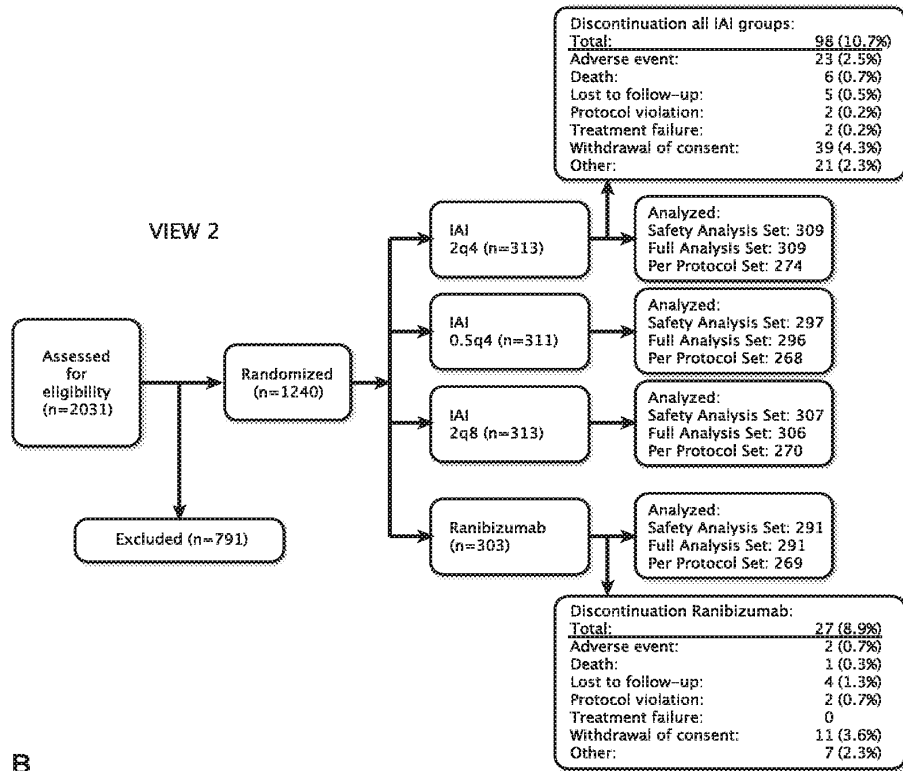 Discontinuation all IAI groups:
Total: 98 (10.7%)
Adverse event: 23 (2.5%)
Death: 6 (0.7%)
Lost to follow-up: 5 (0.5%)
Protocol violation: 2 (0.2%)
Treatment failure: 2 (0.2%)
Withdrawal of consent: 39 (4.3%)
Other: 21 (2.3%)
VIEW 2
Assessed
for
eligibility
(n=2031)
Excluded (n=791)
Randomized
(n=1240)
IAI
2q4 (n=313)
Analyzed:
Safety Analysis Set: 309
Full Analysis Set: 309
Per Protocol Set: 274
IAI
0.5q4 (n=311)
Analyzed:
Safety Analysis Set: 297
Full Analysis Set: 296
Per Protocol Set: 268
IAI
2q8 (n=313)
Analyzed:
Safety Analysis Set: 307
Full Analysis Set: 306
Per Protocol Set: 270
Ranibizumab
(n=303)
Analyzed:
Safety Analysis Set: 291
Full Analysis Set: 291
Per Protocol Set: 269
Discontinuation Ranibizumab:
Total: 27 (8.9%)
Adverse event: 2 (0.7%)
Death: 1 (0.3%)
Lost to follow-up: 4 (1.3%)
Protocol violation: 2 (0.7%)
Treatment failure: 0
Withdrawal of consent: 11 (3.6%)
Other: 7 (2.3%)
B